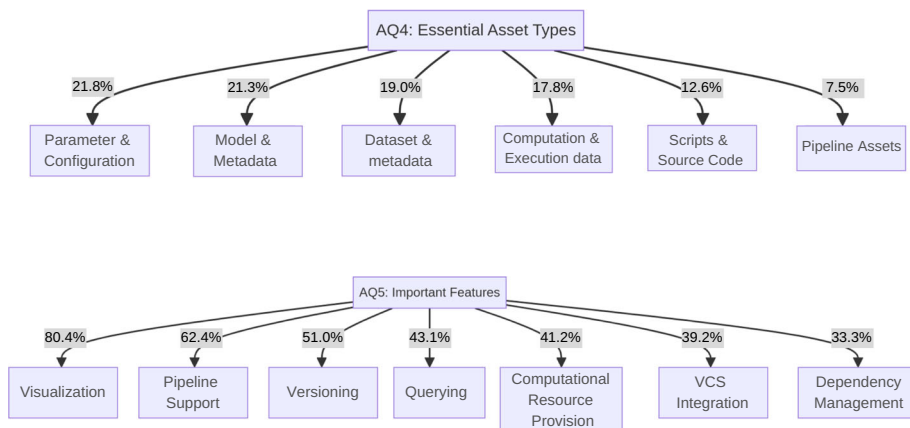 AQ4: Essential Asset Types
21.8% 21.3% 19.0% 17.8% 12.6% 7.5%
Parameter &
Configuration
Model &
Metadata
Dataset &
metadata
Computation &
Execution data
Scripts &
Source Code
Pipeline Assets
AQ5: Important Features
80.4% 62.4% 51.0% 43.1% 41.2% 39.2% 33.3%
Visualization
Pipeline
Support
Versioning
Querying
Computational
Resource
Provision
VCS
Integration
Dependency
Management